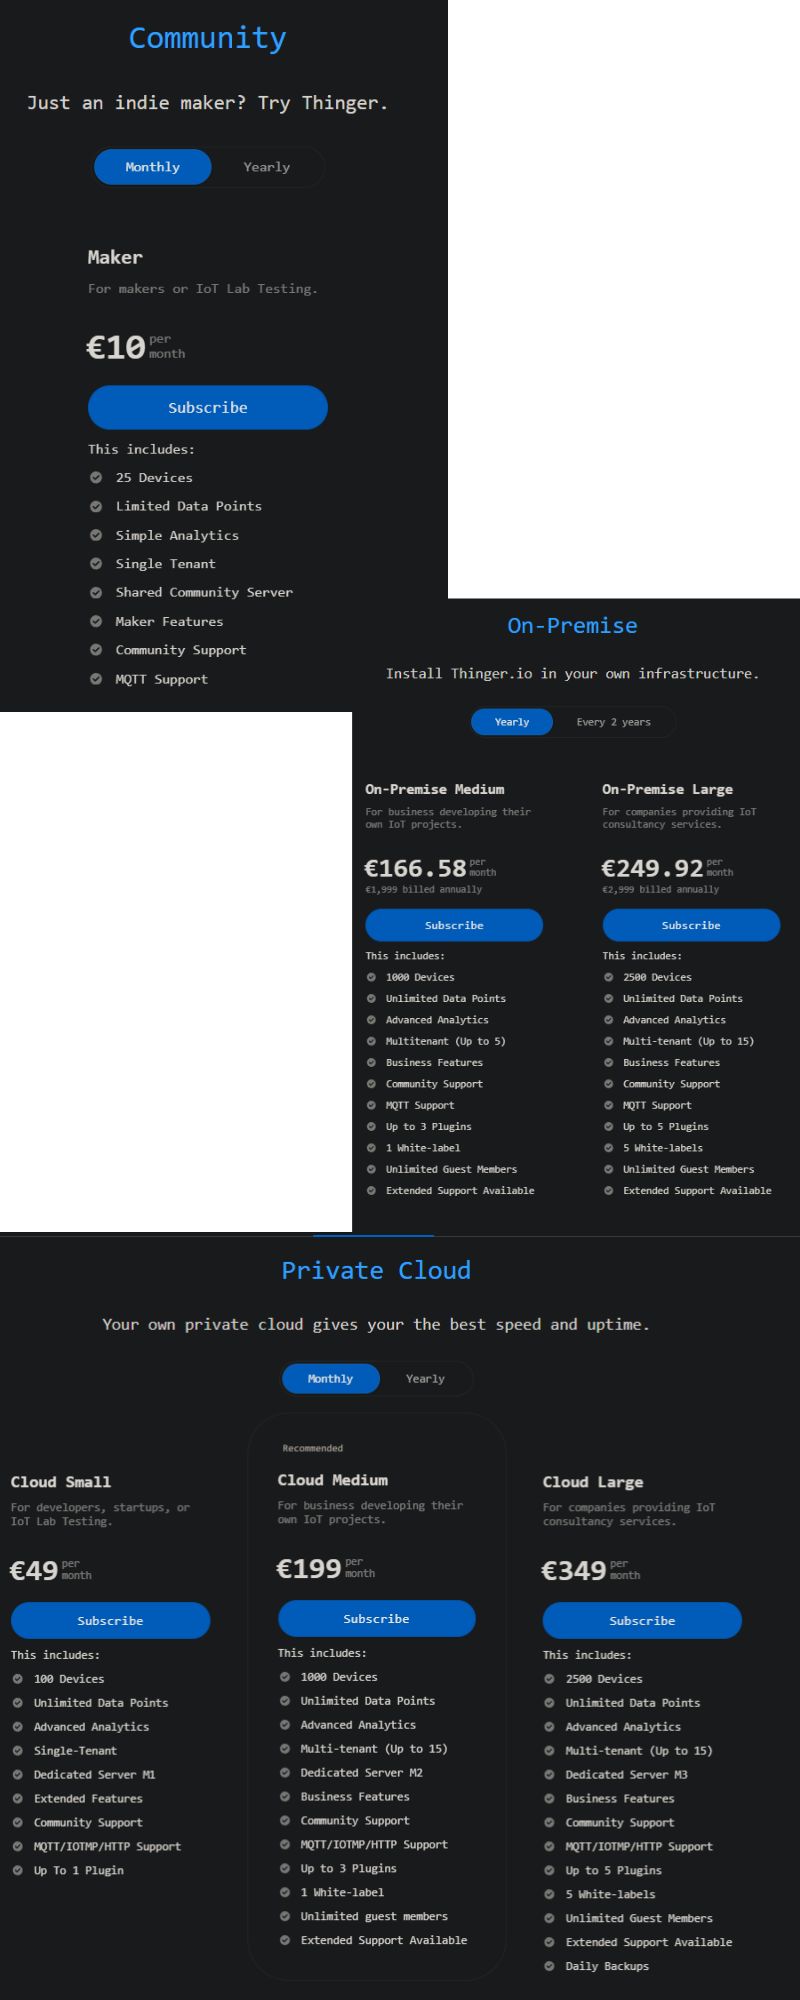 Community
Just an indie maker? Try Thinger.
Monthly Yearly
Maker
For makers or IoT Lab Testing.
€10 per month
Subscribe
This includes:
25 Devices
Limited Data Points
Simple Analytics
Single Tenant
Shared Community Server
Maker Features
Community Support
MQTT Support
On-Premise
Install Thinger.io in your own infrastructure.
Yearly Every 2 years
On-Premise Medium
For business developing their
own IoT projects.
€166.58 per month
€1,999 billed annually
Subscribe
This includes:
1000 Devices
Unlimited Data Points
Advanced Analytics
Multitenant (Up to 5)
Business Features
Community Support
MQTT Support
Up to 3 Plugins
1 White-label
Unlimited Guest Members
Extended Support Available
On-Premise Large
For companies providing IoT
consultancy services.
€249.92 per month
€2,999 billed annually
Subscribe
This includes:
2500 Devices
Unlimited Data Points
Advanced Analytics
Multi-tenant (Up to 15)
Business Features
Community Support
MQTT Support
Up to 5 Plugins
5 White-labels
Unlimited Guest Members
Extended Support Available
Private Cloud
Your own private cloud gives your the best speed and uptime.
Monthly Yearly
Cloud Small
For developers, startups, or
IoT Lab Testing.
€49 per month
Subscribe
This includes:
100 Devices
Unlimited Data Points
Advanced Analytics
Single-Tenant
Dedicated Server M1
Extended Features
Community Support
MQTT/IOTMP/HTTP Support
Up To 1 Plugin
Recommended
Cloud Medium
For business developing their
own IoT projects.
€199 per month
Subscribe
This includes:
1000 Devices
Unlimited Data Points
Advanced Analytics
Multi-tenant (Up to 15)
Dedicated Server M2
Business Features
Community Support
MQTT/IOTMP/HTTP Support
Up to 3 Plugins
1 White-label
Unlimited guest members
Extended Support Available
Cloud Large
For companies providing IoT
consultancy services.
€349 per month
Subscribe
This includes:
2500 Devices
Unlimited Data Points
Advanced Analytics
Multi-tenant (Up to 15)
Dedicated Server M3
Business Features
Community Support
MQTT/IOTMP/HTTP Support
Up to 5 Plugins
5 White-labels
Unlimited Guest Members
Extended Support Available
Daily Backups